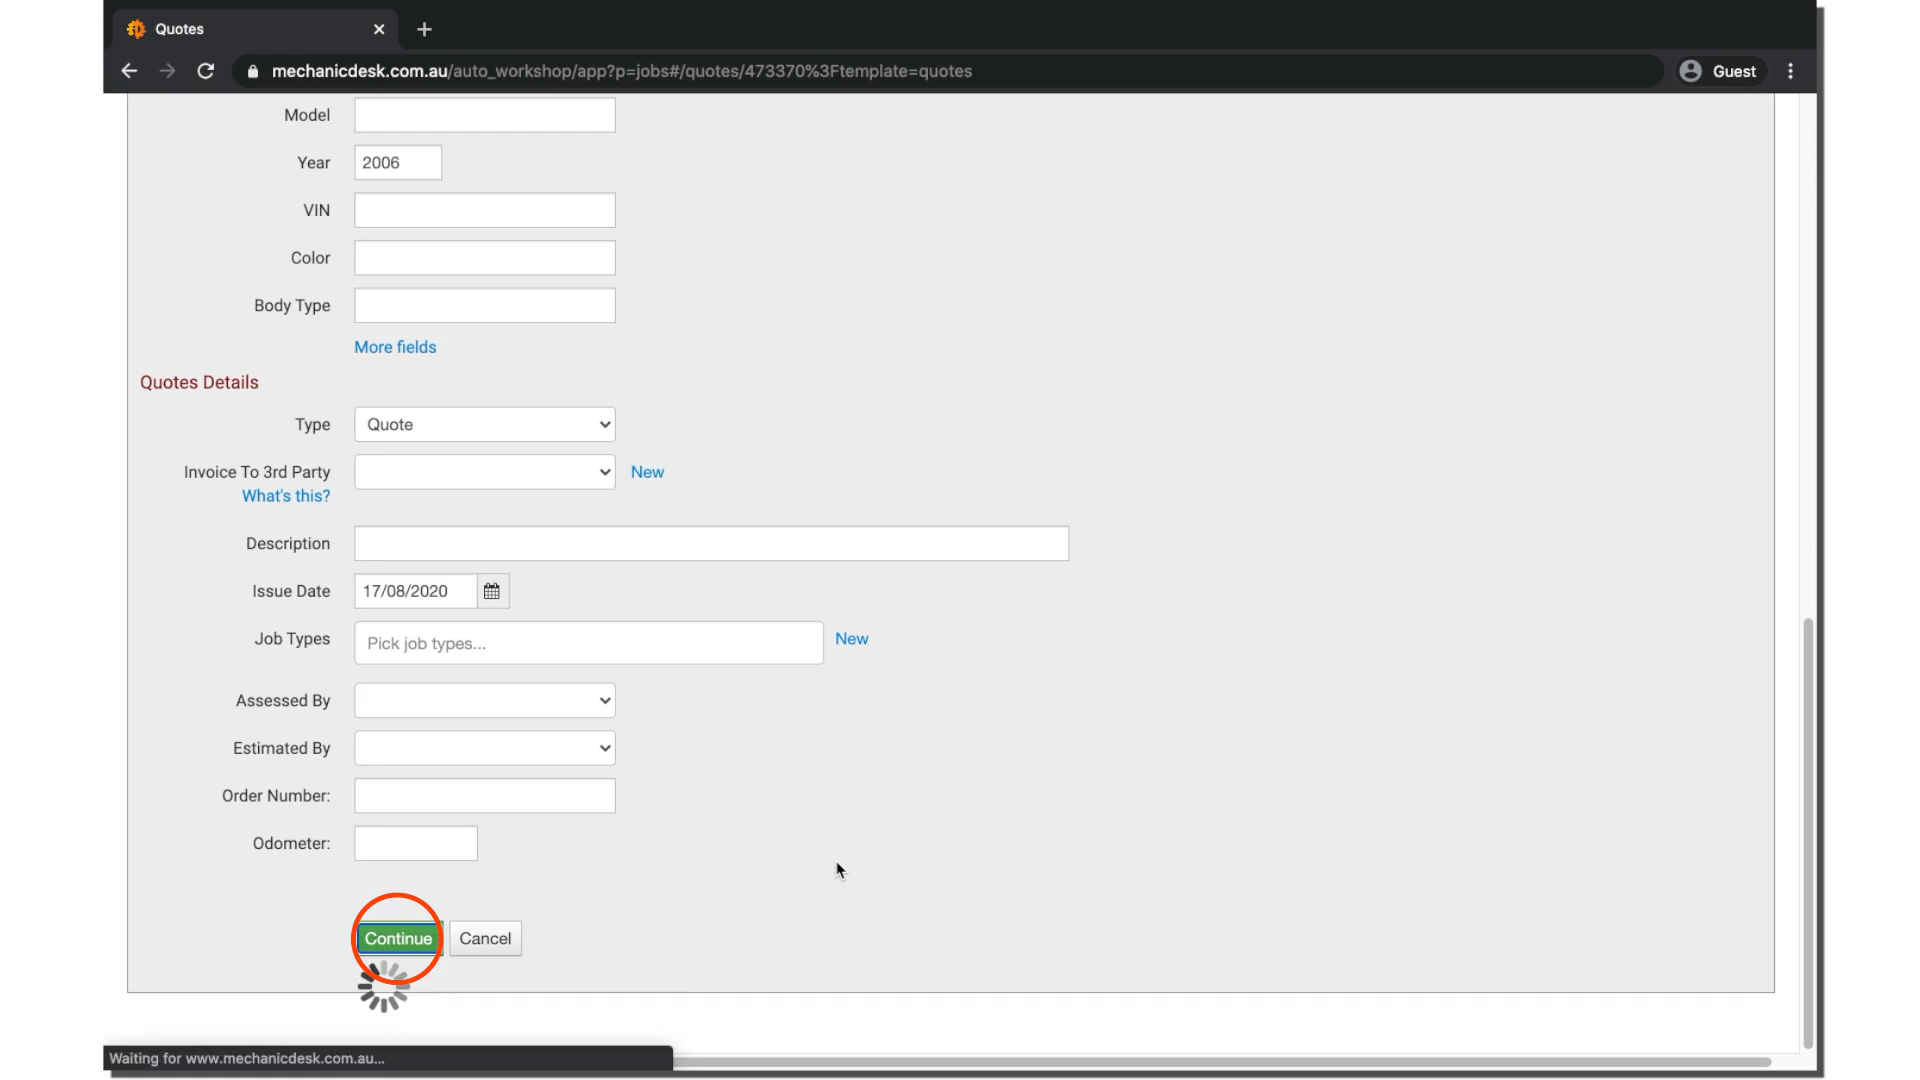 Quotes
mechanicdesk.com.au/auto_workshop/app?p=jobs#/quotes/473370%3Ftemplate=quotes
Guest
Model
Year 2006
VIN
Color
Body Type
More fields
Quotes Details
Type Quote
Invoice To 3rd Party New
What's this?
Description
Issue Date 17/08/2020
Job Types Pick job types... New
Assessed By
Estimated By
Order Number:
Odometer:
Continue Cancel
Waiting for www.mechanicdesk.com.au...